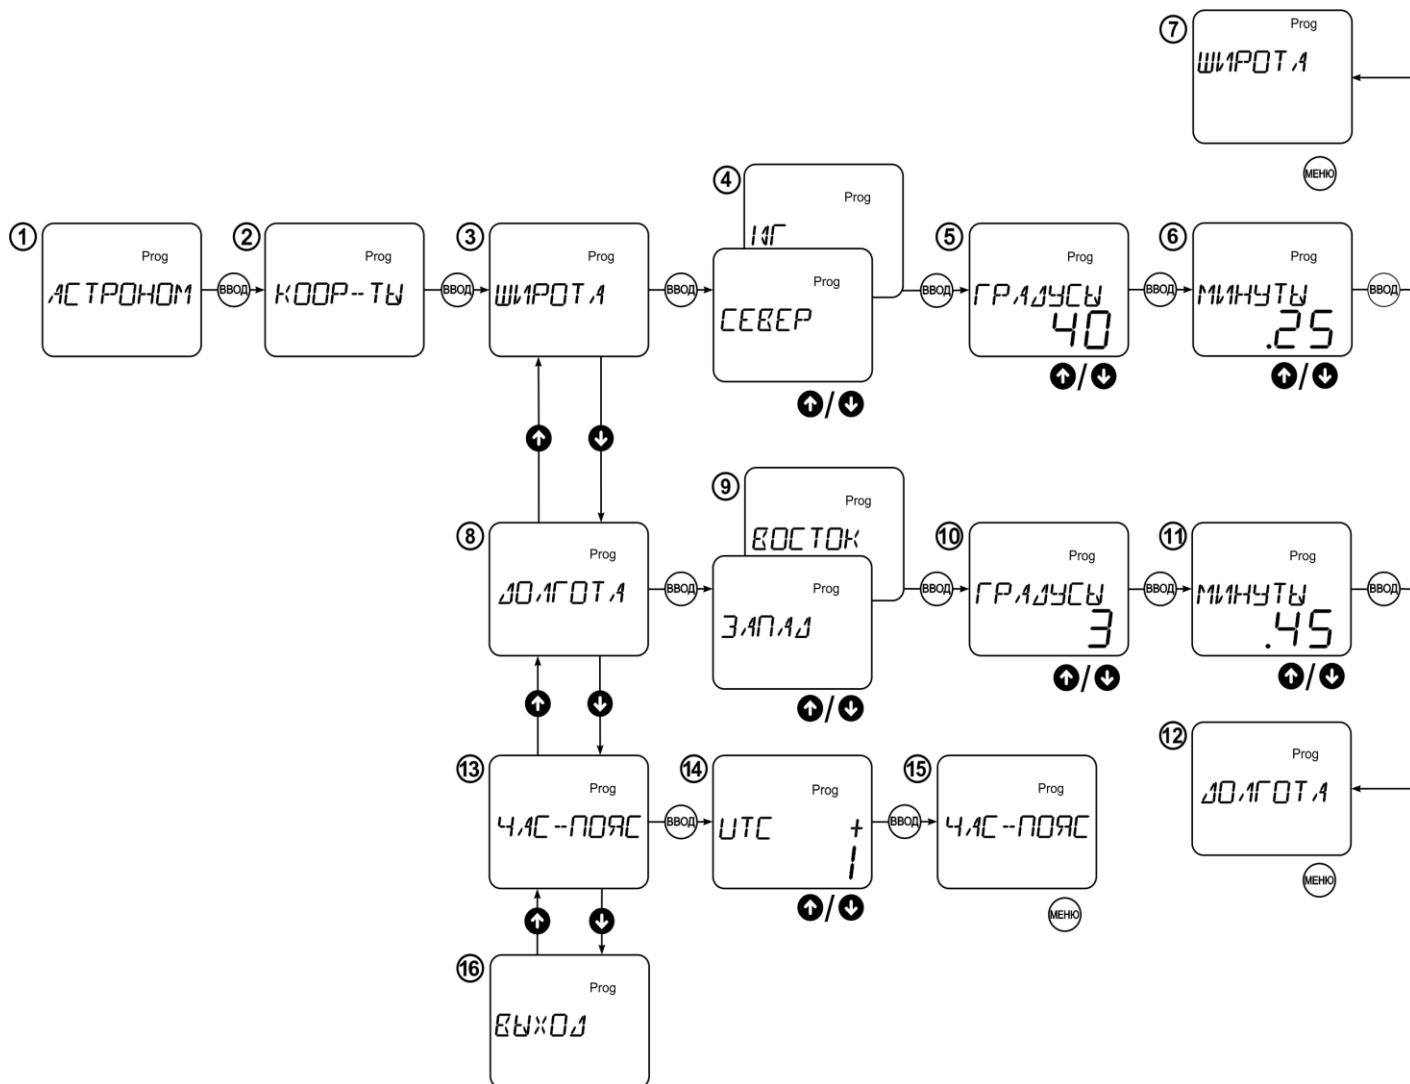 7
Prog
ШИРОТА
МЕНЮ
1
Prog
АСТРОНОМ
ВВОД
2
Prog
КООР--ТЫ
ВВОД
3
Prog
ШИРОТА
ВВОД
4
Prog
ЮГ
Prog
СЕВЕР
/
ВВОД
5
Prog
ГРАДУСЫ
40
/
ВВОД
6
Prog
МИНУТЫ
.25
/
ВВОД
8
Prog
ДОЛГОТА
ВВОД
9
Prog
ВОСТОК
Prog
ЗАПАД
/
ВВОД
10
Prog
ГРАДУСЫ
3
/
ВВОД
11
Prog
МИНУТЫ
.45
/
ВВОД
12
Prog
ДОЛГОТА
МЕНЮ
13
Prog
ЧАС-ПОЯС
ВВОД
14
Prog
UTC +
1
/
ВВОД
15
Prog
ЧАС-ПОЯС
МЕНЮ
16
Prog
ВЫХОД